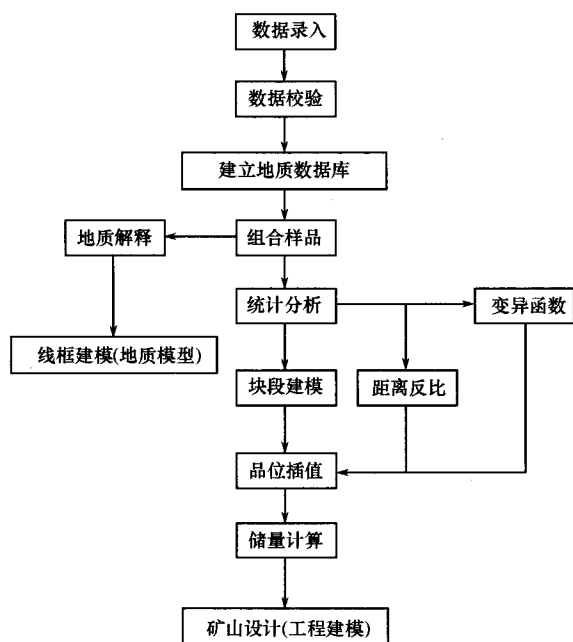 数据录入
数据校验
建立地质数据库
地质解释
组合样品
统计分析
变异函数
线框建模(地质模型)
块段建模
距离反比
品位插值
储量计算
矿山设计(工程建模)